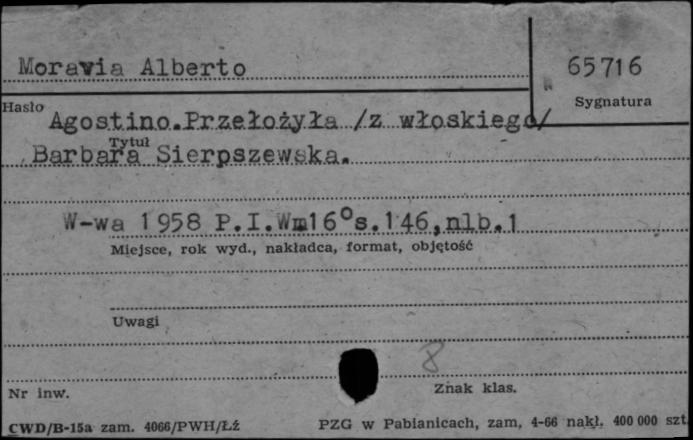 Moravia Alberto
65716
Hasło
Sygnatura
Agostino.Przełożyła /z włoskiego/
Tytuł
Barbara Sierpszewska.
W-wa 1958 P.I.Wm16°s.146,nlb.1
Miejsce, rok wyd., nakładca, format, objętość
Uwagi
8
Nr inw.
Znak klas.
CWD/B-15a zam. 4066/PWH/Łź
PZG w Pabianicach, zam, 4-66 nakł. 400 000 szt